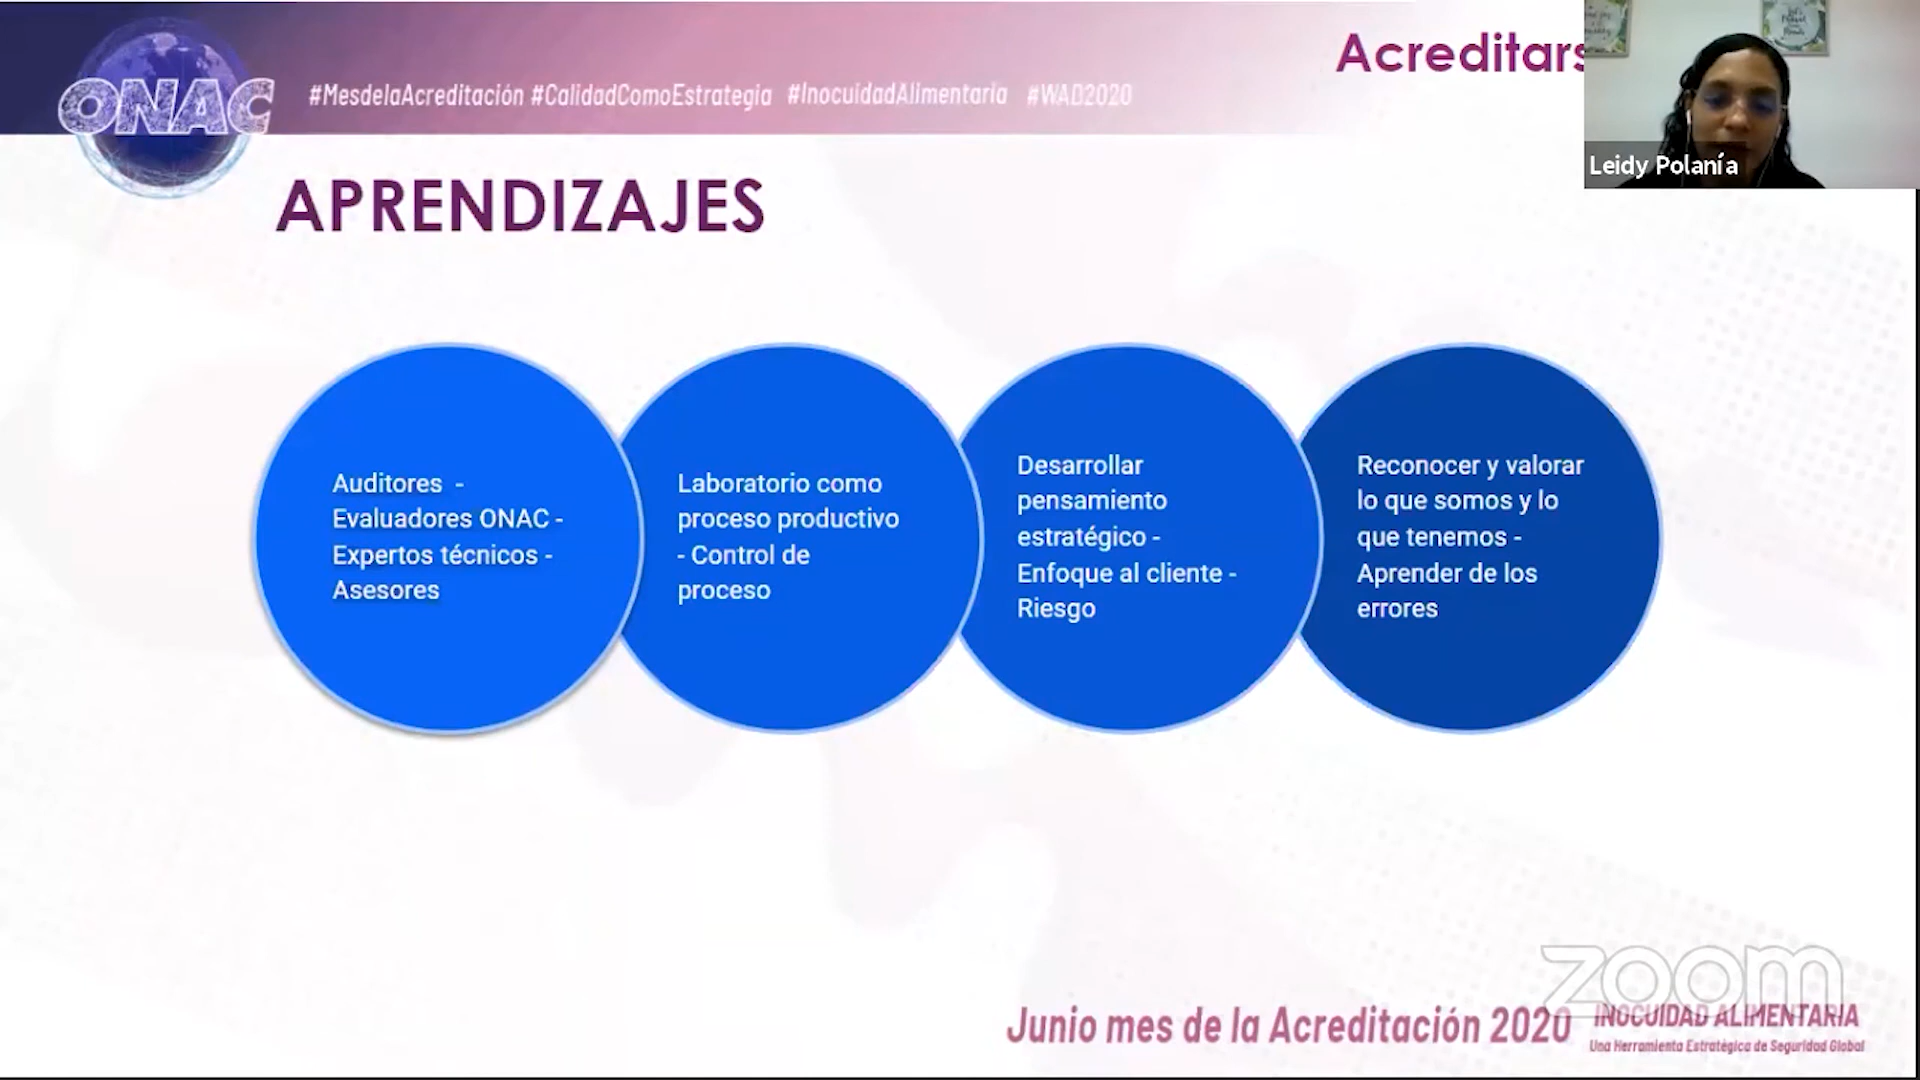 ONAC
#MesdelaAcreditación #CalidadComoEstrategia #InocuidadAlimentaria #WAD2020
Acreditars
Leidy Polanía
APRENDIZAJES
Auditores -
Evaluadores ONAC -
Expertos técnicos -
Asesores
Laboratorio como
proceso productivo
- Control de
proceso
Desarrollar
pensamiento
estratégico -
Enfoque al cliente -
Riesgo
Reconocer y valorar
lo que somos y lo
que tenemos -
Aprender de los
errores
zoom
Junio mes de la Acreditación 2020
INOCUIDAD ALIMENTARIA
Una Herramienta Estratégica de Seguridad Global